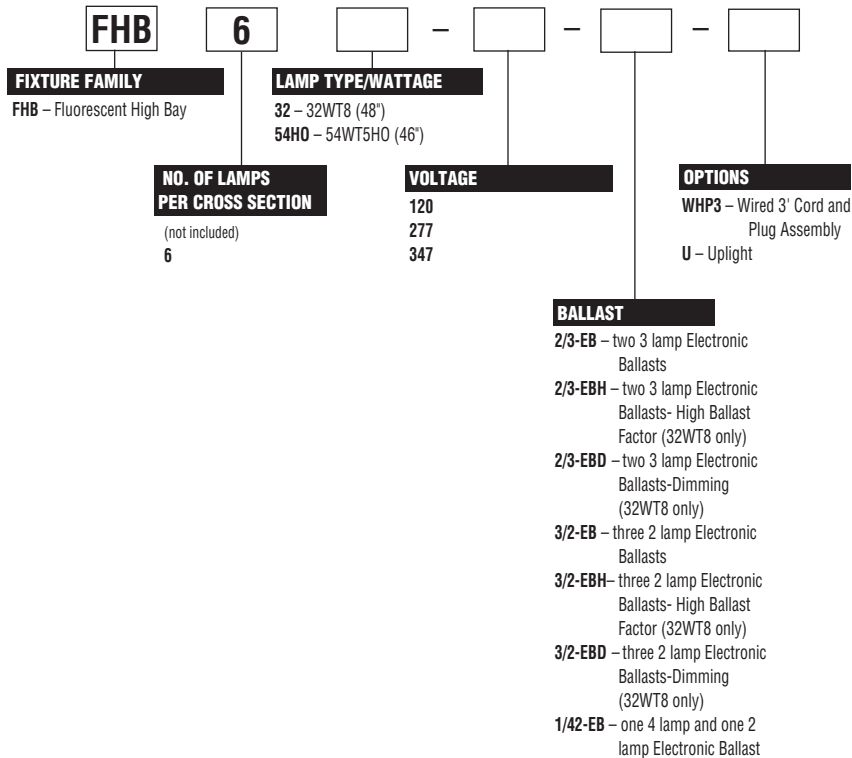 FHB 6 – – –
FIXTURE FAMILY
FHB – Fluorescent High Bay
LAMP TYPE/WATTAGE
32 – 32WT8 (48")
54HO – 54WT5HO (46")
NO. OF LAMPS
PER CROSS SECTION
(not included)
6
VOLTAGE
120
277
347
OPTIONS
WHP3 – Wired 3' Cord and
Plug Assembly
U – Uplight
BALLAST
2/3-EB – two 3 lamp Electronic
Ballasts
2/3-EBH – two 3 lamp Electronic
Ballasts- High Ballast
Factor (32WT8 only)
2/3-EBD – two 3 lamp Electronic
Ballasts-Dimming
(32WT8 only)
3/2-EB – three 2 lamp Electronic
Ballasts
3/2-EBH– three 2 lamp Electronic
Ballasts- High Ballast
Factor (32WT8 only)
3/2-EBD – three 2 lamp Electronic
Ballasts-Dimming
(32WT8 only)
1/42-EB – one 4 lamp and one 2
lamp Electronic Ballast